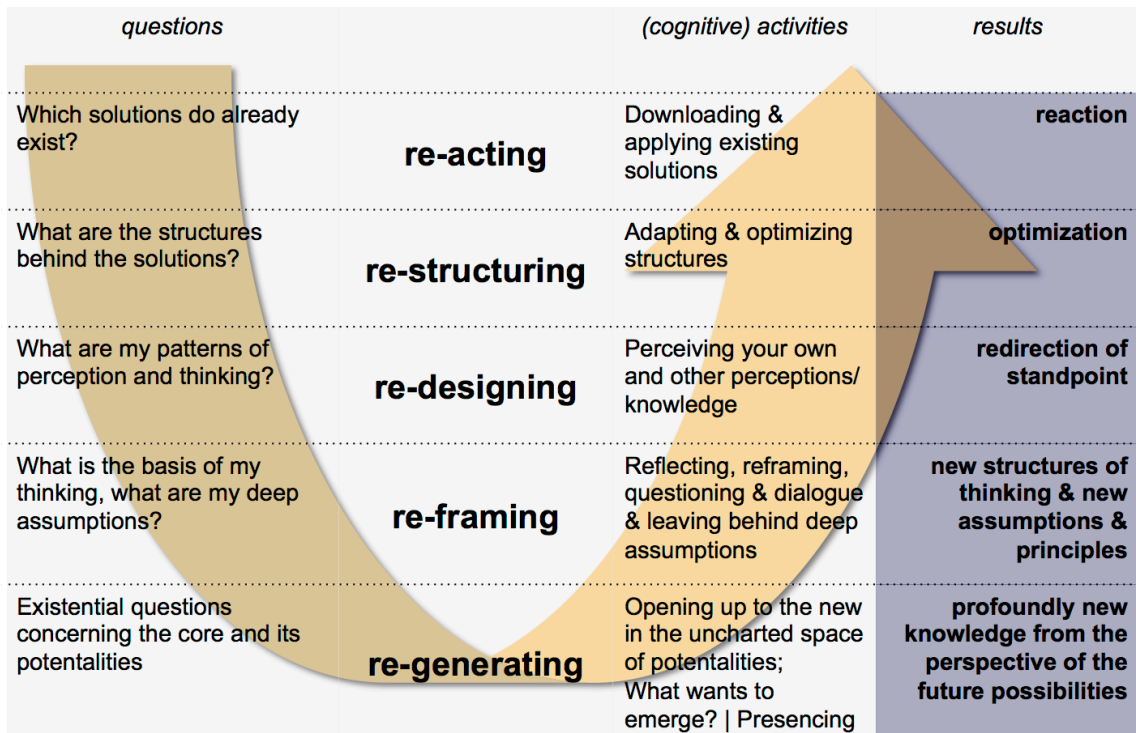 questions
(cognitive) activities
results
Which solutions do already
exist?
re-acting
Downloading &
applying existing
solutions
reaction
What are the structures
behind the solutions?
re-structuring
Adapting & optimizing
structures
optimization
What are my patterns of
perception and thinking?
re-designing
Perceiving your own
and other perceptions/
knowledge
redirection of
standpoint
What is the basis of my
thinking, what are my deep
assumptions?
re-framing
Reflecting, reframing,
questioning & dialogue
& leaving behind deep
assumptions
new structures of
thinking & new
assumptions &
principles
Existential questions
concerning the core and its
potentalities
re-generating
Opening up to the new
in the uncharted space
of potentalities;
What wants to
emerge? | Presencing
profoundly new
knowledge from the
perspective of the
future possibilities